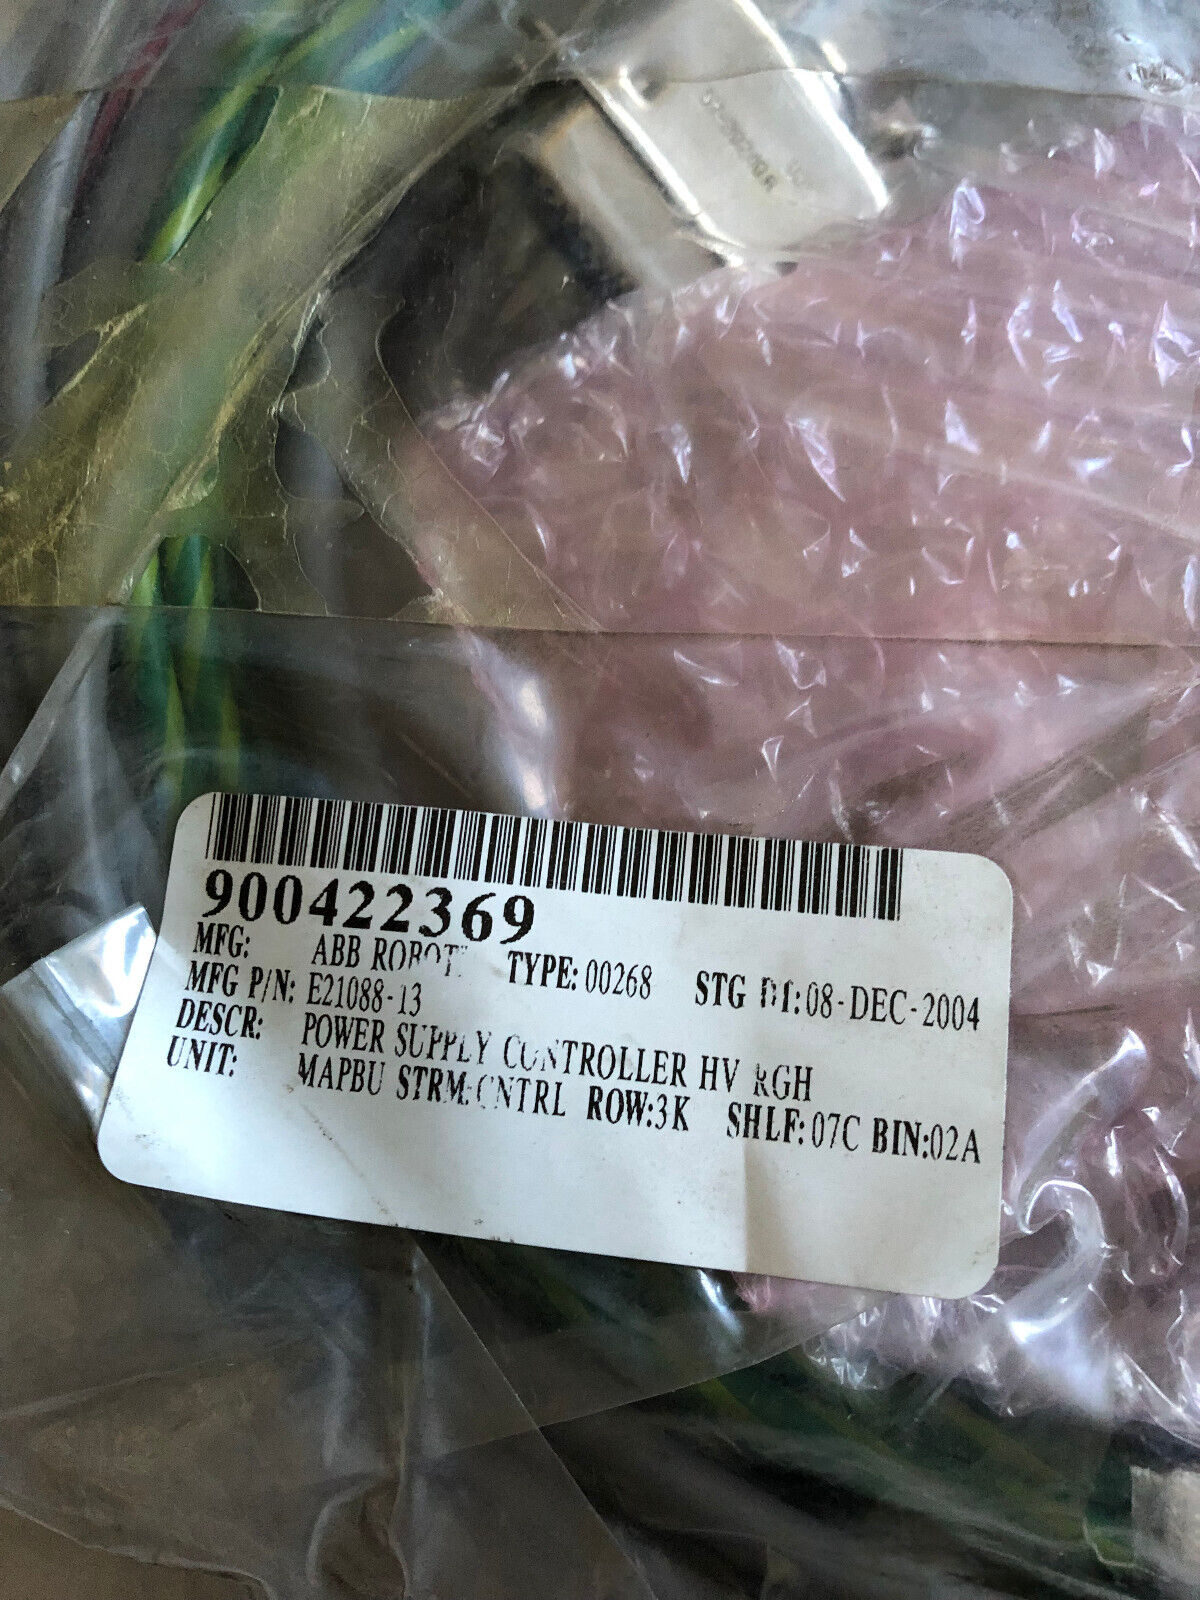 900422369
MFG: ABB ROBOT TYPE: 00268 STG DT: 08-DEC-2004
MFG P/N: E21088-13
DESCR: POWER SUPPLY CONTROLLER HV RGH
UNIT: MAPBU STRM:CNTRL ROW:3K SHLF: 07C BIN:02A